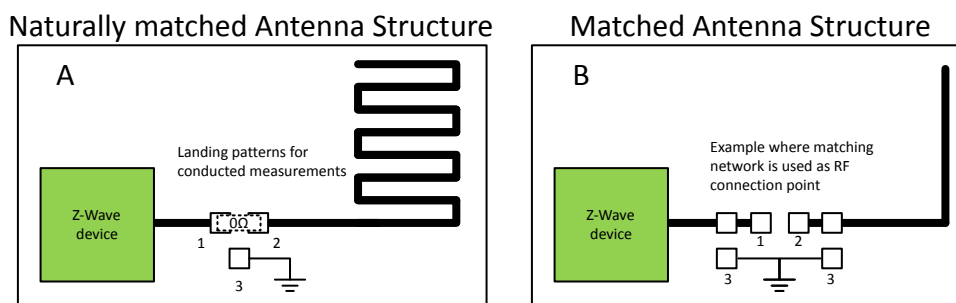 Naturally matched Antenna Structure
A
Landing patterns for
conducted measurements
Z-Wave
device
0Ω
1
2
3
Matched Antenna Structure
B
Example where matching
network is used as RF
connection point
Z-Wave
device
1
2
3
3